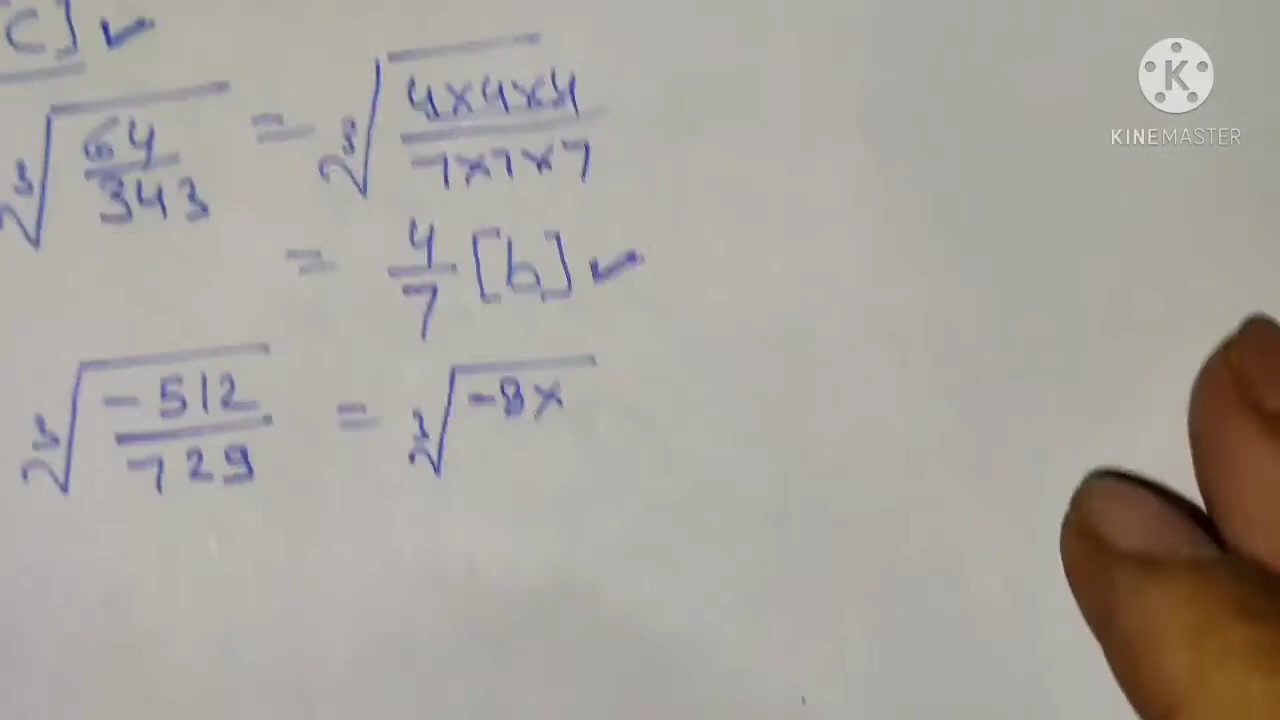 [C] ✓
∛(64/343) = ∛((4×4×4)/(7×7×7))
= 4/7 [b] ✓
∛(-512/729) = ∛(-8×
KINEMASTER